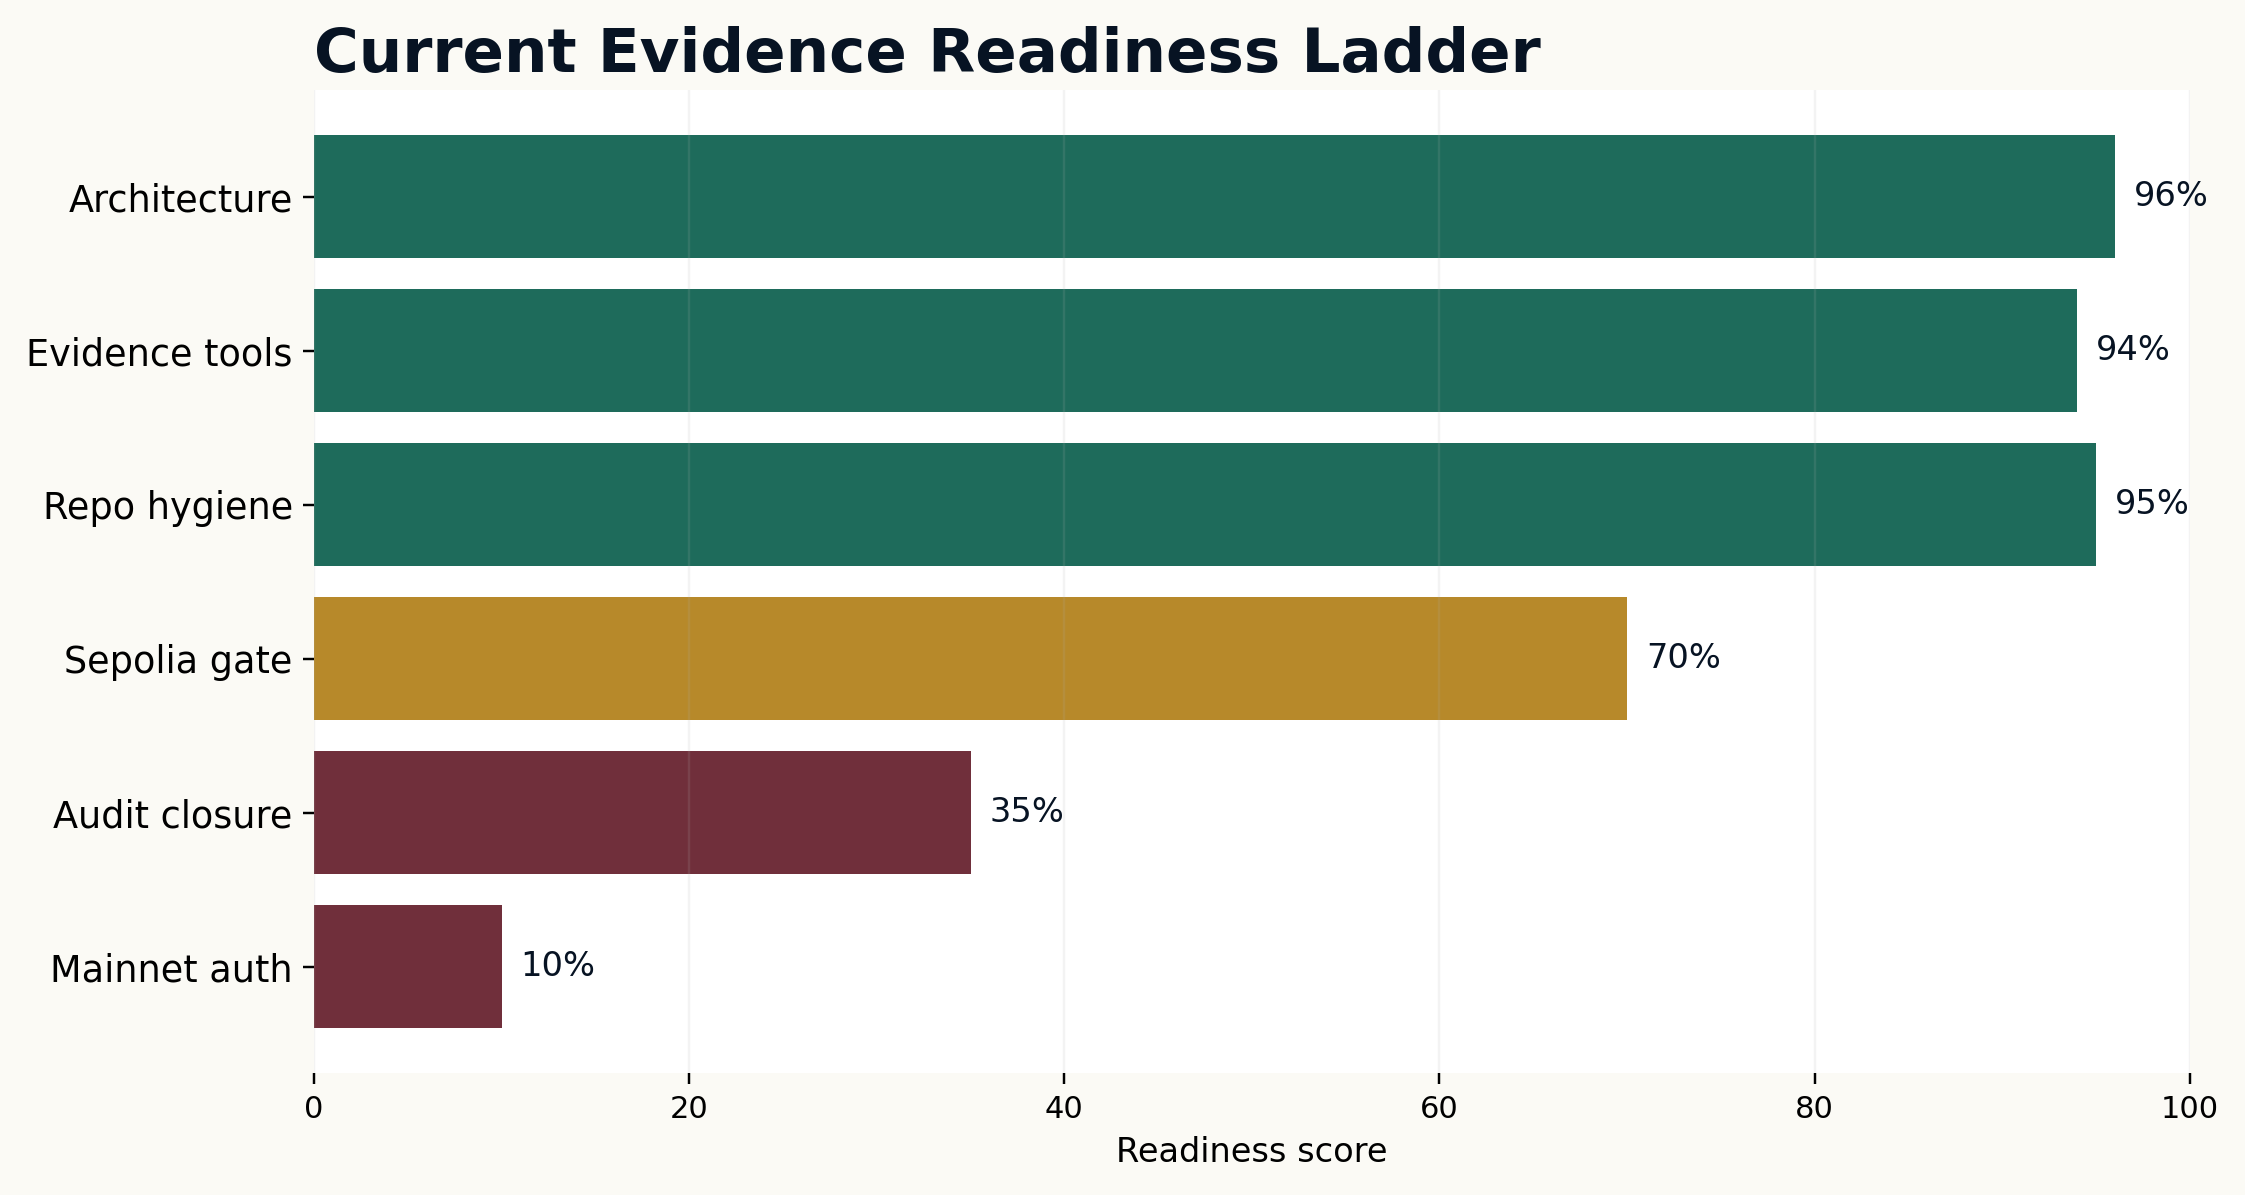 Current Evidence Readiness Ladder
Architecture 96%
Evidence tools 94%
Repo hygiene 95%
Sepolia gate 70%
Audit closure 35%
Mainnet auth 10%
0 20 40 60 80 100
Readiness score